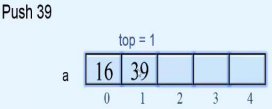 Push 39
top = 1
a 16 39
0 1 2 3 4